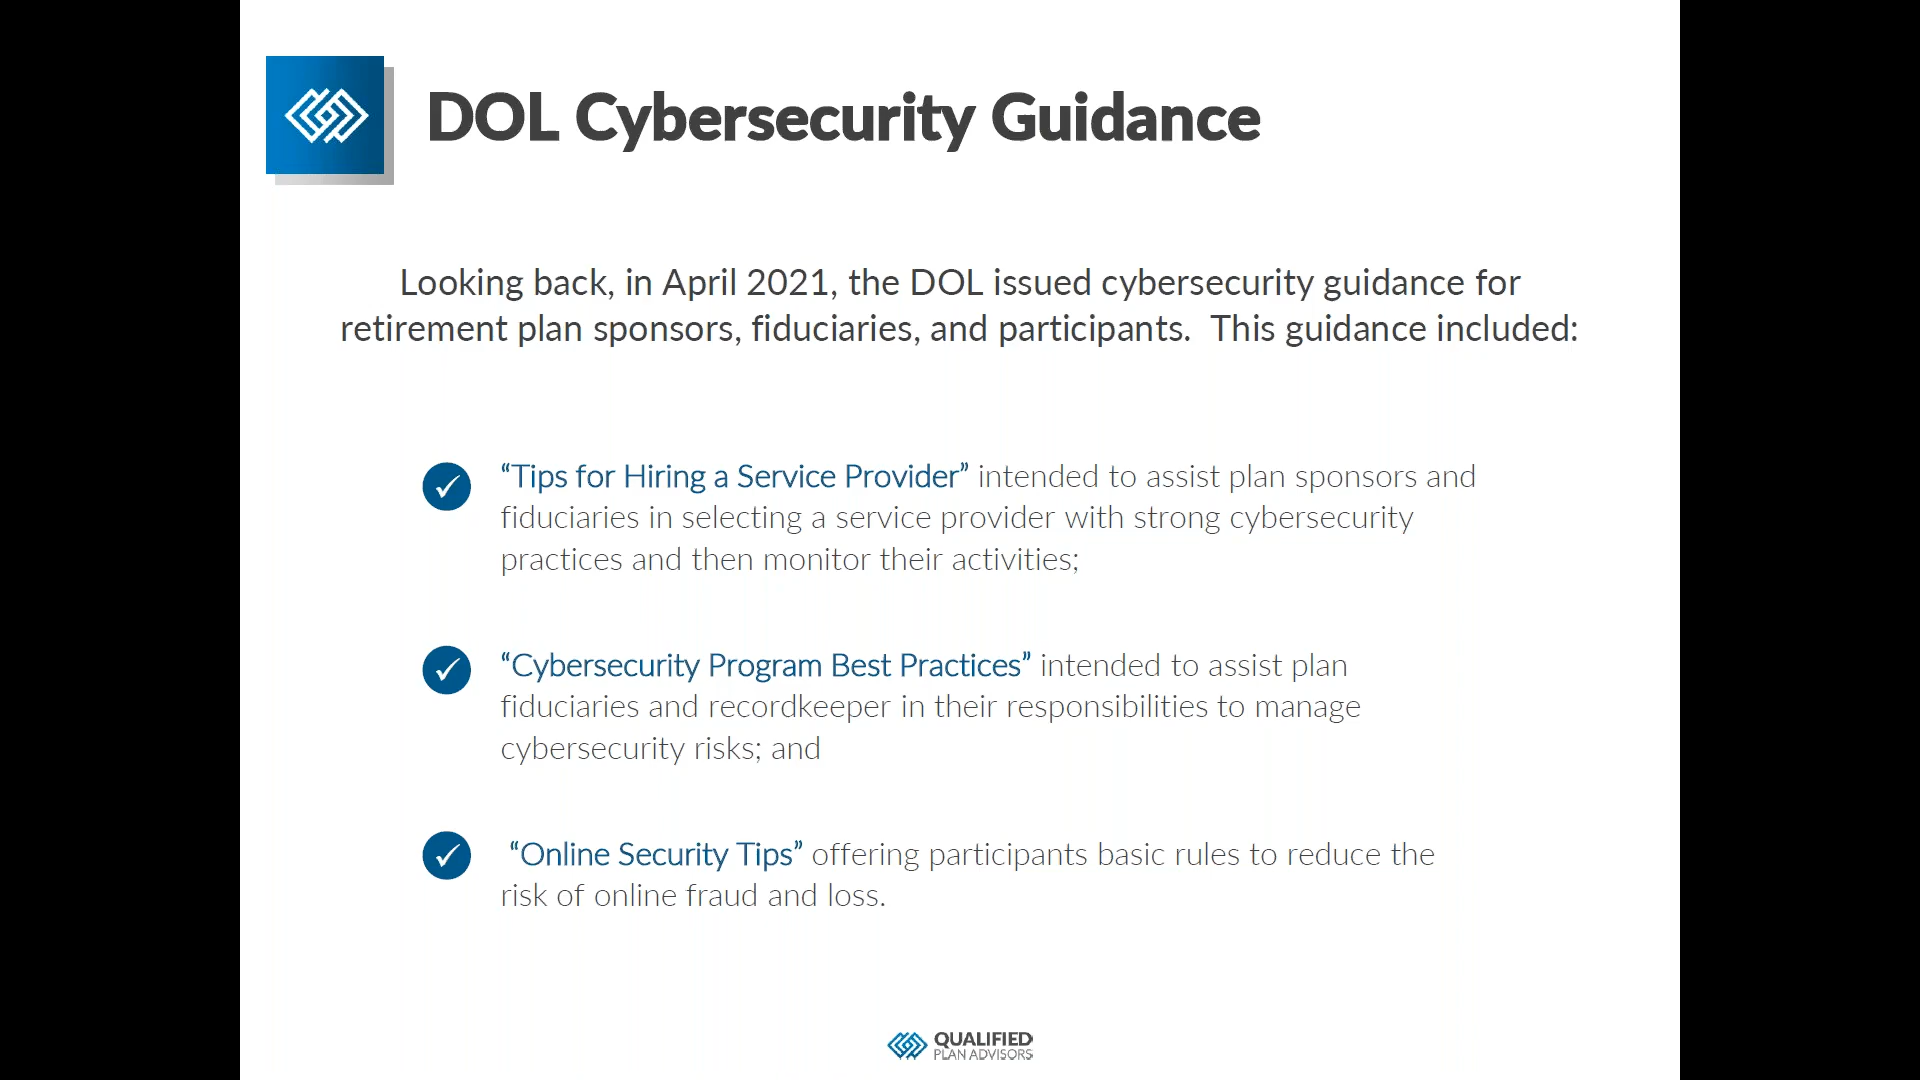 DOL Cybersecurity Guidance
Looking back, in April 2021, the DOL issued cybersecurity guidance for
retirement plan sponsors, fiduciaries, and participants.  This guidance included:
“Tips for Hiring a Service Provider” intended to assist plan sponsors and
fiduciaries in selecting a service provider with strong cybersecurity
practices and then monitor their activities;
“Cybersecurity Program Best Practices” intended to assist plan
fiduciaries and recordkeeper in their responsibilities to manage
cybersecurity risks; and
“Online Security Tips” offering participants basic rules to reduce the
risk of online fraud and loss.
QUALIFIED
PLAN ADVISORS